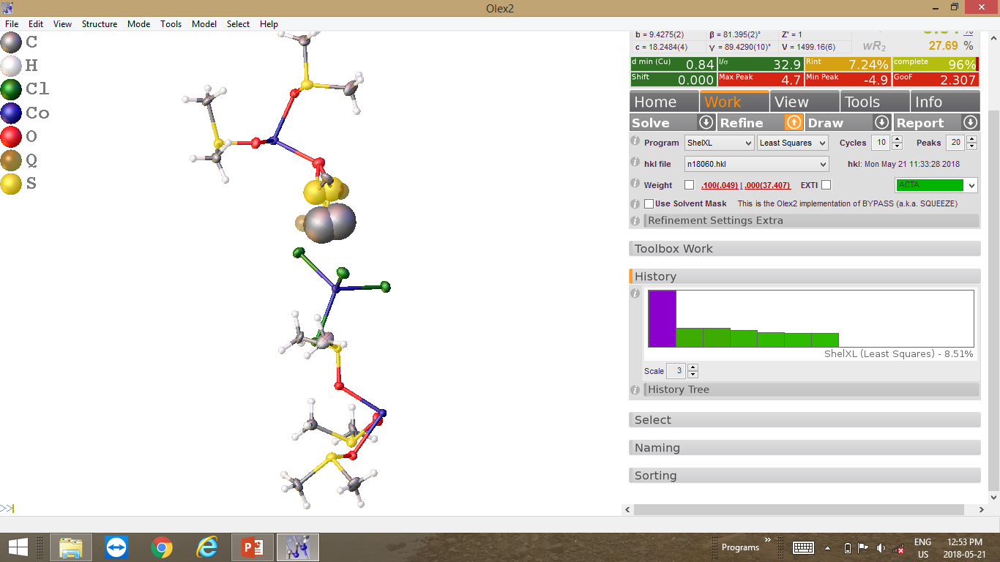 Olex2
File Edit View Structure Mode Tools Model Select Help
C
H
Cl
Co
O
Q
S
b = 9.4275(2) β = 81.395(2)° Z' = 1
c = 18.2484(4) γ = 89.4290(10)° V = 1499.16(6) wR2 27.69 %
d min (Cu) 0.84 I/σ 32.9 Rint 7.24% complete 96%
Shift 0.000 Max Peak 4.7 Min Peak -4.9 GooF 2.307
Home Work View Tools Info
Solve Refine Draw Report
Program ShelXL Least Squares Cycles 10 Peaks 20
hkl file n18060.hkl hkl: Mon May 21 11:33:28 2018
Weight .100(.049) | .000(37.407) EXTI ACTA
Use Solvent Mask This is the Olex2 implementation of BYPASS (a.k.a. SQUEEZE)
Refinement Settings Extra
Toolbox Work
History
ShelXL (Least Squares) - 8.51%
Scale 3
History Tree
Select
Naming
Sorting
>>
Programs » ENG 12:53 PM
US 2018-05-21